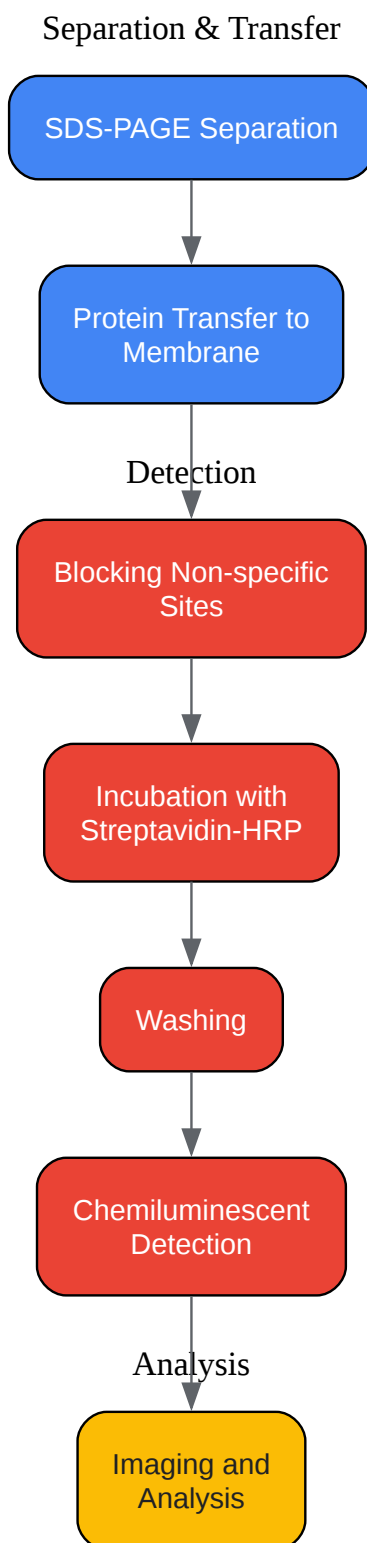 Separation & Transfer
SDS-PAGE Separation
Protein Transfer to
Membrane
Detection
Blocking Non-specific
Sites
Incubation with
Streptavidin-HRP
Washing
Chemiluminescent
Detection
Analysis
Imaging and
Analysis